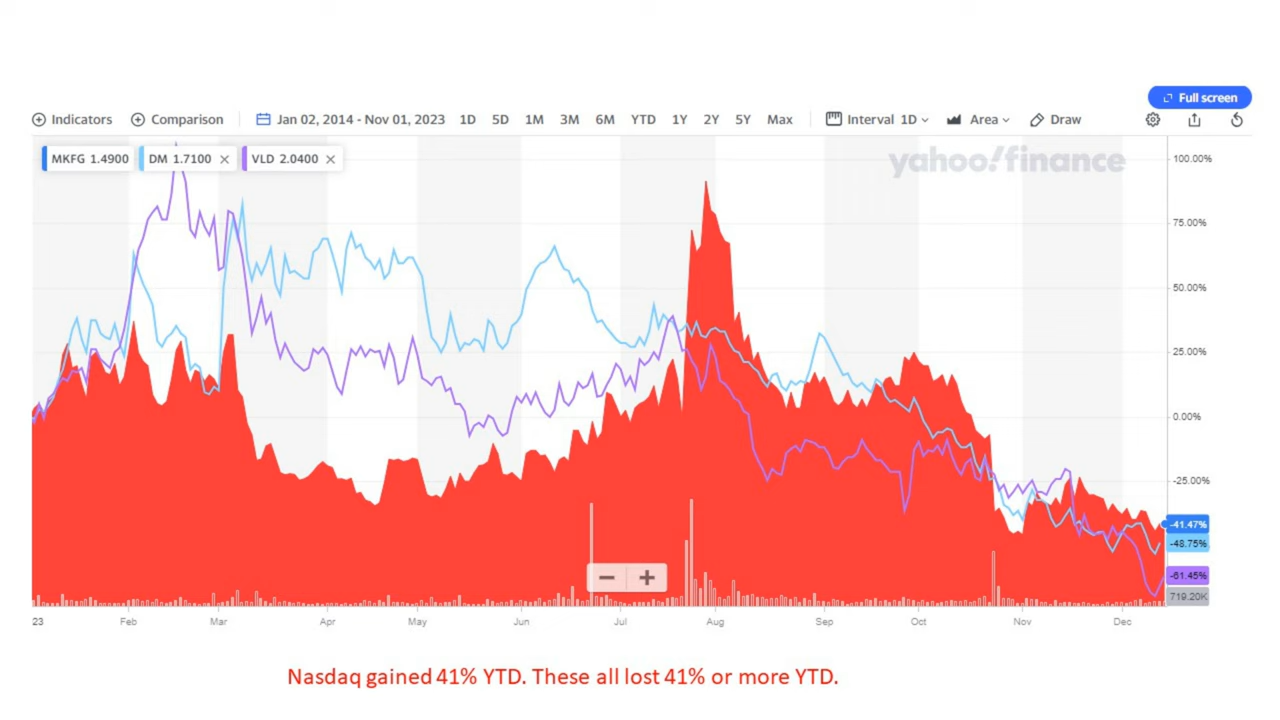 Full screen
Indicators Comparison Jan 02, 2014 - Nov 01, 2023 1D 5D 1M 3M 6M YTD 1Y 2Y 5Y Max Interval 1D Area Draw
MKFG 1.4900 DM 1.7100 VLD 2.0400
yahoo!finance
100.00%
75.00%
50.00%
25.00%
0.00%
-25.00%
-41.47%
-48.75%
-61.45%
719.20K
23 Feb Mar Apr May Jun Jul Aug Sep Oct Nov Dec
Nasdaq gained 41% YTD. These all lost 41% or more YTD.